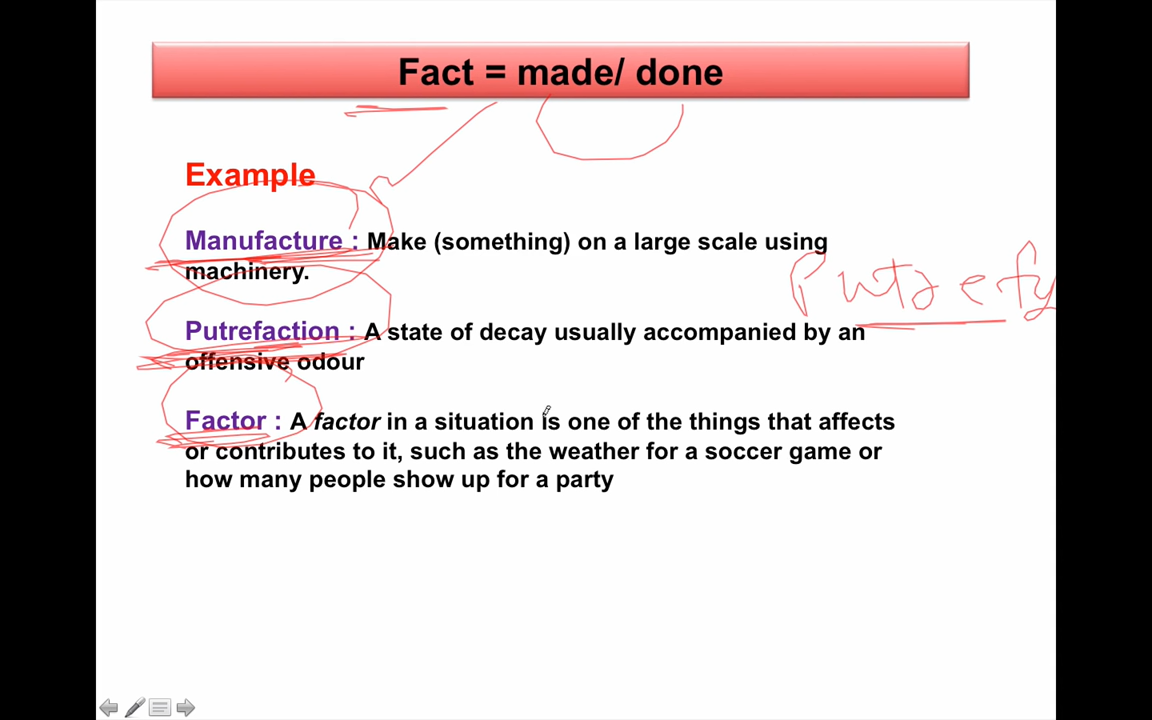 Fact = made/ done
Example
Manufacture : Make (something) on a large scale using
machinery.
Putrefy
Putrefaction : A state of decay usually accompanied by an
offensive odour
Factor : A factor in a situation is one of the things that affects
or contributes to it, such as the weather for a soccer game or
how many people show up for a party